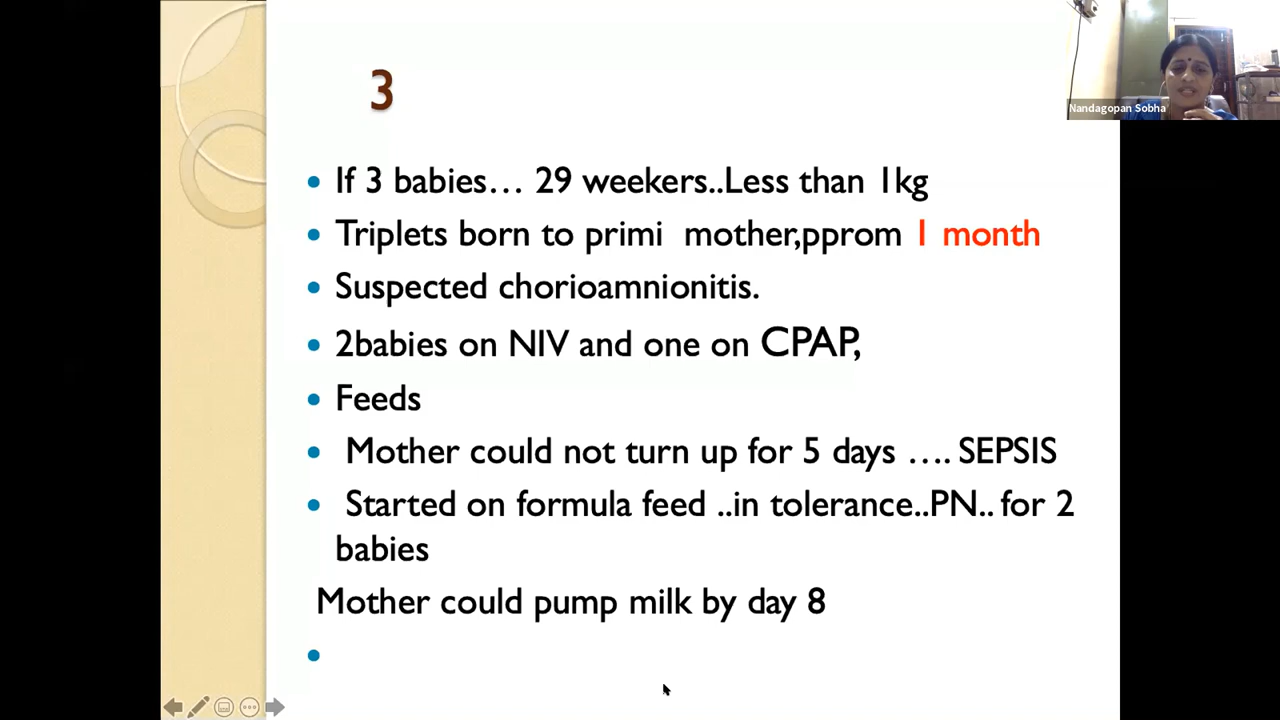 3
Nandagopan Sobha
If 3 babies… 29 weekers..Less than 1kg
Triplets born to primi mother,pprom 1 month
Suspected chorioamnionitis.
2babies on NIV and one on CPAP,
Feeds
Mother could not turn up for 5 days …. SEPSIS
Started on formula feed ..in tolerance..PN.. for 2
babies
Mother could pump milk by day 8